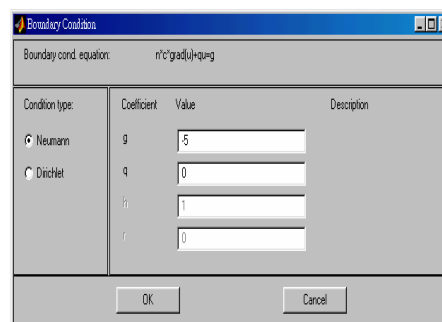 Boundary Condition
Boundary cond. equation: n*c*grad(u)+qu=g
Condition type: Coefficient Value Description
Neumann g -5
Dirichlet q 0
h 1
r 0
OK Cancel